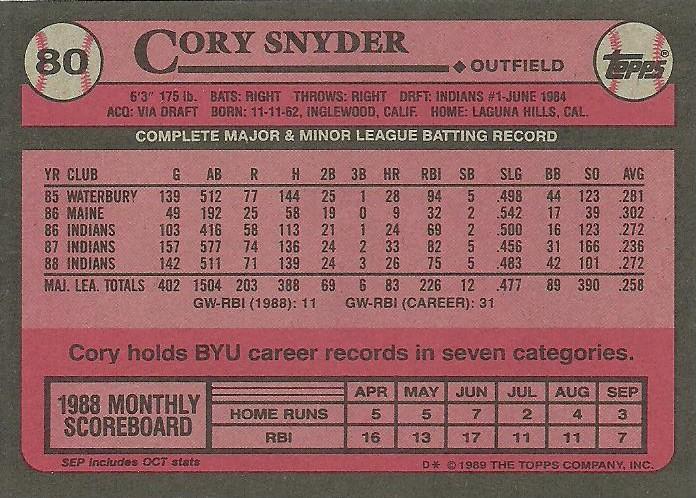 80
CORY SNYDER
OUTFIELD
TOPPS®
6'3" 175 lb. BATS: RIGHT THROWS: RIGHT DRFT: INDIANS #1-JUNE 1984
ACQ: VIA DRAFT BORN: 11-11-62, INGLEWOOD, CALIF. HOME: LAGUNA HILLS, CAL.
COMPLETE MAJOR & MINOR LEAGUE BATTING RECORD
YR CLUB G AB R H 2B 3B HR RBI SB SLG BB SO AVG
85 WATERBURY 139 512 77 144 25 1 28 94 5 .498 44 123 .281
86 MAINE 49 192 25 58 19 0 9 32 2 .542 17 39 .302
86 INDIANS 103 416 58 113 21 1 24 69 2 .500 16 123 .272
87 INDIANS 157 577 74 136 24 2 33 82 5 .456 31 166 .236
88 INDIANS 142 511 71 139 24 3 26 75 5 .483 42 101 .272
MAJ. LEA. TOTALS 402 1504 203 388 69 6 83 226 12 .477 89 390 .258
GW-RBI (1988): 11 GW-RBI (CAREER): 31
Cory holds BYU career records in seven categories.
1988 MONTHLY SCOREBOARD
APR MAY JUN JUL AUG SEP
HOME RUNS 5 5 7 2 4 3
RBI 16 13 17 11 11 7
SEP includes OCT stats
D* © 1989 THE TOPPS COMPANY, INC.